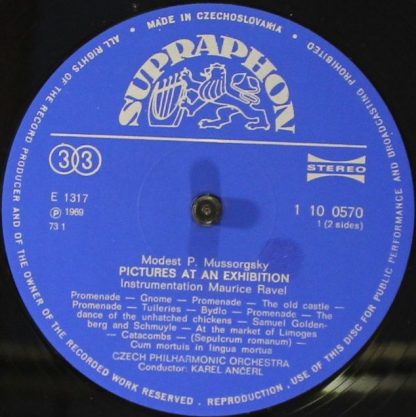 MADE IN CZECHOSLOVAKIA
ALL RIGHTS OF THE RECORD PRODUCER AND OF THE OWNER OF THE RECORDED WORK RESERVED. REPRODUCTION. USE OF THIS DISC FOR PUBLIC PERFORMANCE AND BROADCASTING PROHIBITED
SUPRAPHON
33
STEREO
E 1317
Ⓟ 1969
73 1
1 10 0570
1 (2 sides)
Modest P. Mussorgsky
PICTURES AT AN EXHIBITION
Instrumentation Maurice Ravel
Promenade — Gnome — Promenade — The old castle —
Promenade — Tuileries — Bydlo — Promenade — The
dance of the unhatched chickens — Samuel Golden-
berg and Schmuyle — At the market of Limoges
— Catacombs — (Sepulcrum romanum) —
Cum mortuis in lingua mortus
CZECH PHILHARMONIC ORCHESTRA
Conductor: KAREL ANČERL